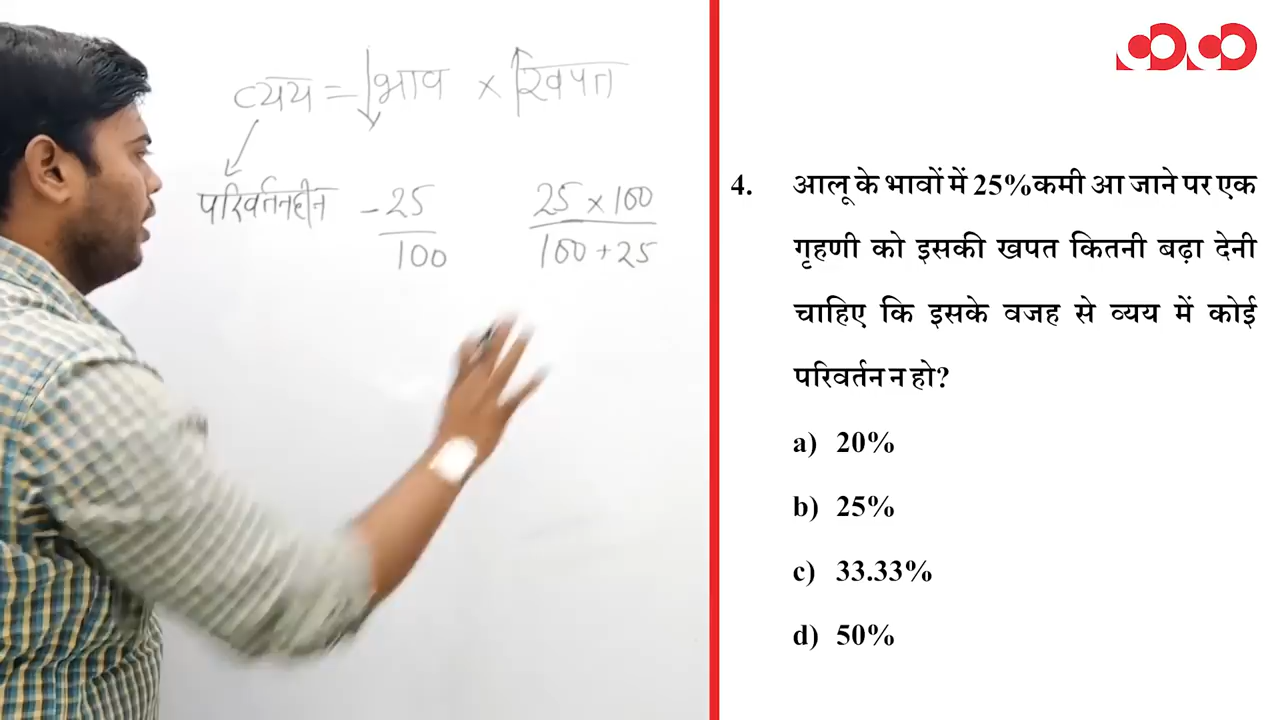 व्यय = ↓भाव × ↑खपत
परिवर्तनहीन -25/100 25 × 100/100 + 25
4. आलू के भावों में 25% कमी आ जाने पर एक
गृहणी को इसकी खपत कितनी बढ़ा देनी
चाहिए कि इसके वजह से व्यय में कोई
परिवर्तन न हो?
a) 20%
b) 25%
c) 33.33%
d) 50%